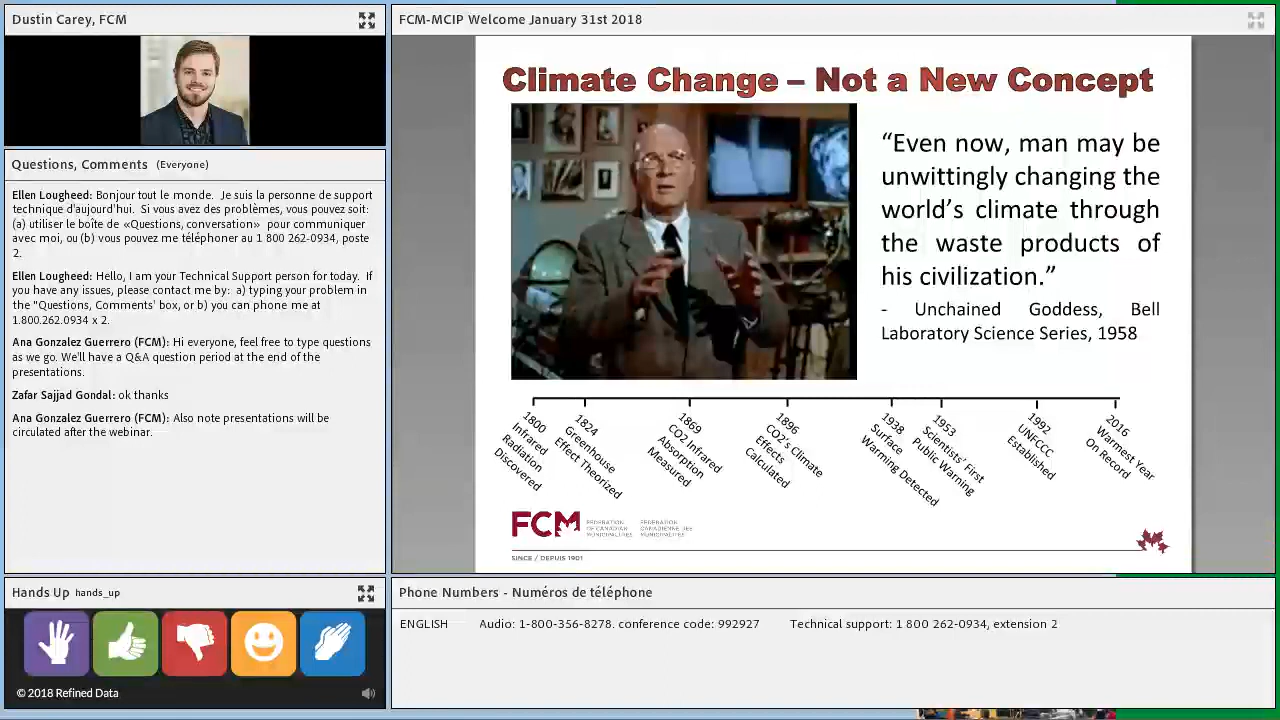 Dustin Carey, FCM
Questions, Comments (Everyone)
Ellen Lougheed: Bonjour tout le monde. Je suis la personne de support
technique d'aujourd'hui. Si vous avez des problèmes, vous pouvez soit:
(a) utiliser le boite de «Questions, conversation» pour communiquer
avec moi, ou (b) vous pouvez me téléphoner au 1 800 262-0934, poste
2.
Ellen Lougheed: Hello, I am your Technical Support person for today. If
you have any issues, please contact me by: a) typing your problem in
the "Questions, Comments' box, or b) you can phone me at
1.800.262.0934 x 2.
Ana Gonzalez Guerrero (FCM): Hi everyone, feel free to type questions
as we go. We'll have a Q&A question period at the end of the
presentations.
Zafar Sajjad Gondal: ok thanks
Ana Gonzalez Guerrero (FCM): Also note presentations will be
circulated after the webinar.
Hands Up hands_up
© 2018 Refined Data
FCM-MCIP Welcome January 31st 2018
Climate Change – Not a New Concept
“Even now, man may be
unwittingly changing the
world’s climate through
the waste products of
his civilization.”
- Unchained Goddess, Bell
Laboratory Science Series, 1958
1800
Infrared
Radiation
Discovered
1824
Greenhouse
Effect Theorized
1869
CO2 Infrared
Absorption
Measured
1896
CO2's Climate
Effects
Calculated
1938
Surface
Warming Detected
1953
Scientists' First
Public Warning
1992
UNFCCC
Established
2016
Warmest Year
On Record
FCM
FEDERATION
OF CANADIAN
MUNICIPALITIES
FÉDÉRATION
CANADIENNE DES
MUNICIPALITÉS
SINCE / DEPUIS 1901
Phone Numbers - Numéros de téléphone
ENGLISH Audio: 1-800-356-8278. conference code: 992927 Technical support: 1 800 262-0934, extension 2